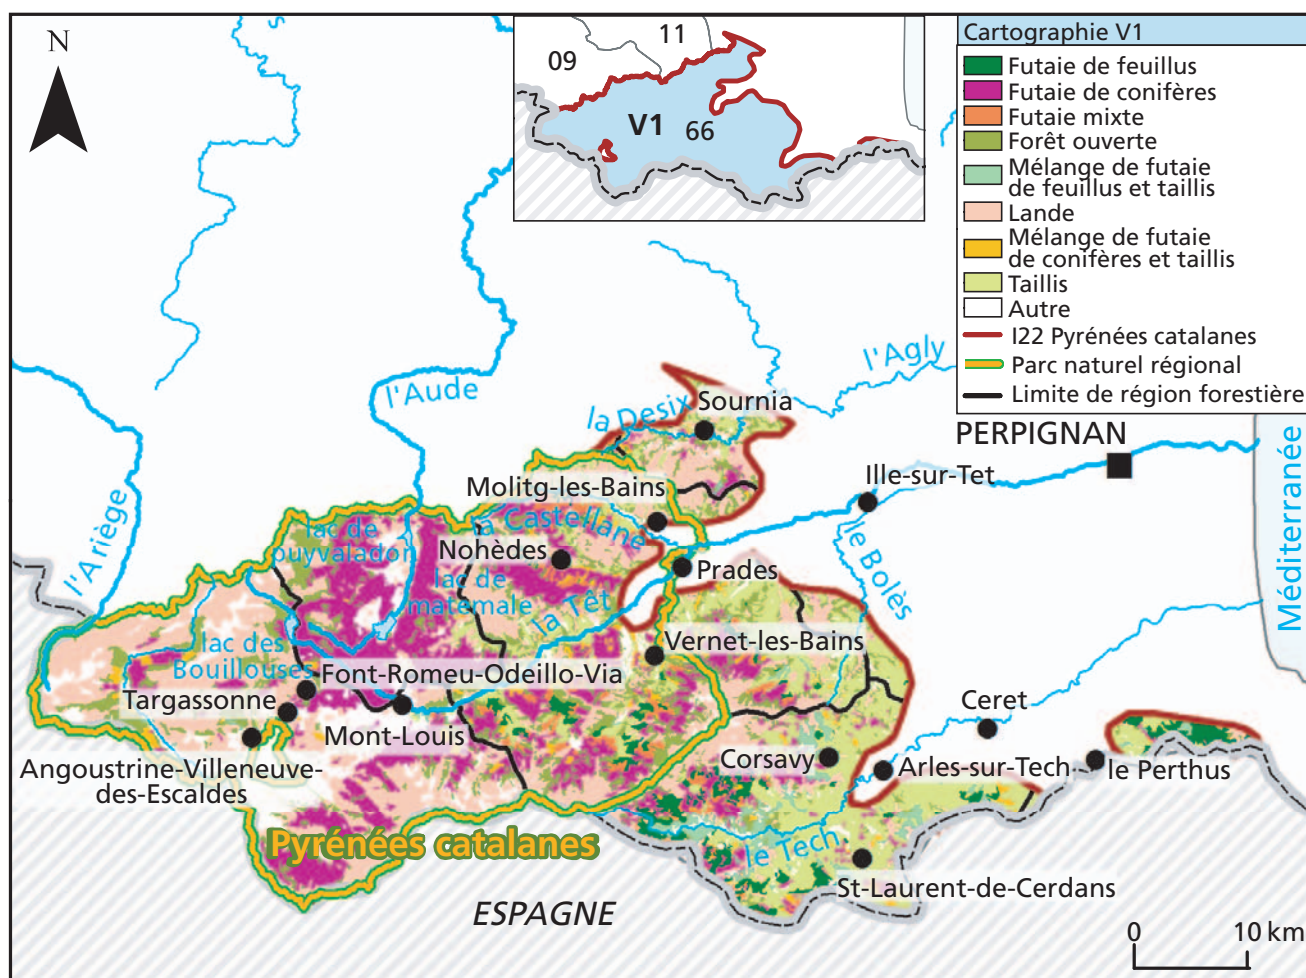 N
11
09
V1
66
Cartographie V1
Futaie de feuillus
Futaie de conifères
Futaie mixte
Forêt ouverte
Mélange de futaie
de feuillus et taillis
Lande
Mélange de futaie
de conifères et taillis
Taillis
Autre
I22 Pyrénées catalanes
Parc naturel régional
Limite de région forestière
l'Agly
l'Aude
la Desix
Sournia
PERPIGNAN
Méditerranée
Molitg-les-Bains
Ille-sur-Tet
l'Ariège
la Castellane
lac de
puyvalador
Nohèdes
le Bolès
Prades
lac de
matemale
la Têt
lac des
Bouillouses
Vernet-les-Bains
Font-Romeu-Odeillo-Via
Targassonne
Ceret
Mont-Louis
Corsavy
Arles-sur-Tech
le Perthus
Angoustrine-Villeneuve-
des-Escaldes
Pyrénées catalanes
le Tech
St-Laurent-de-Cerdans
ESPAGNE
0 10 km